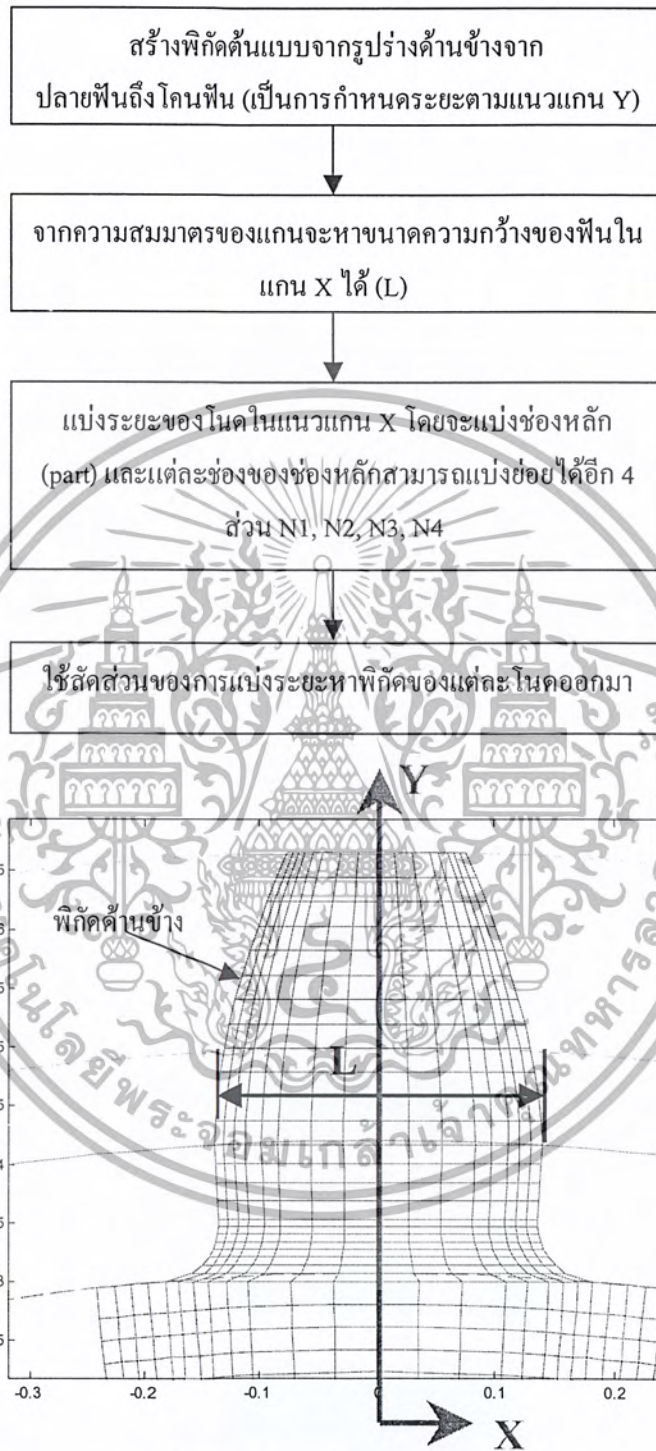 สร้างพิกัดต้นแบบจากรูปร่างด้านข้างจาก
ปลายฟันถึงโคนฟัน (เป็นการกำหนดระยะตามแนวแกน Y)
จากความสมมาตรของแกนจะหาขนาดความกว้างของฟันใน
แกน X ได้ (L)
แบ่งระยะของโนดในแนวแกน X โดยจะแบ่งช่องหลัก
(part) และแต่ละช่องของช่องหลักสามารถแบ่งย่อยได้อีก 4
ส่วน N1, N2, N3, N4
ใช้สัดส่วนของการแบ่งระยะหาพิกัดของแต่ละโนดออกมา
Y
พิกัดด้านข้าง
L
5
3
5
5
5
4
5
3
5
-0.3 -0.2 -0.1 0 0.1 0.2
X